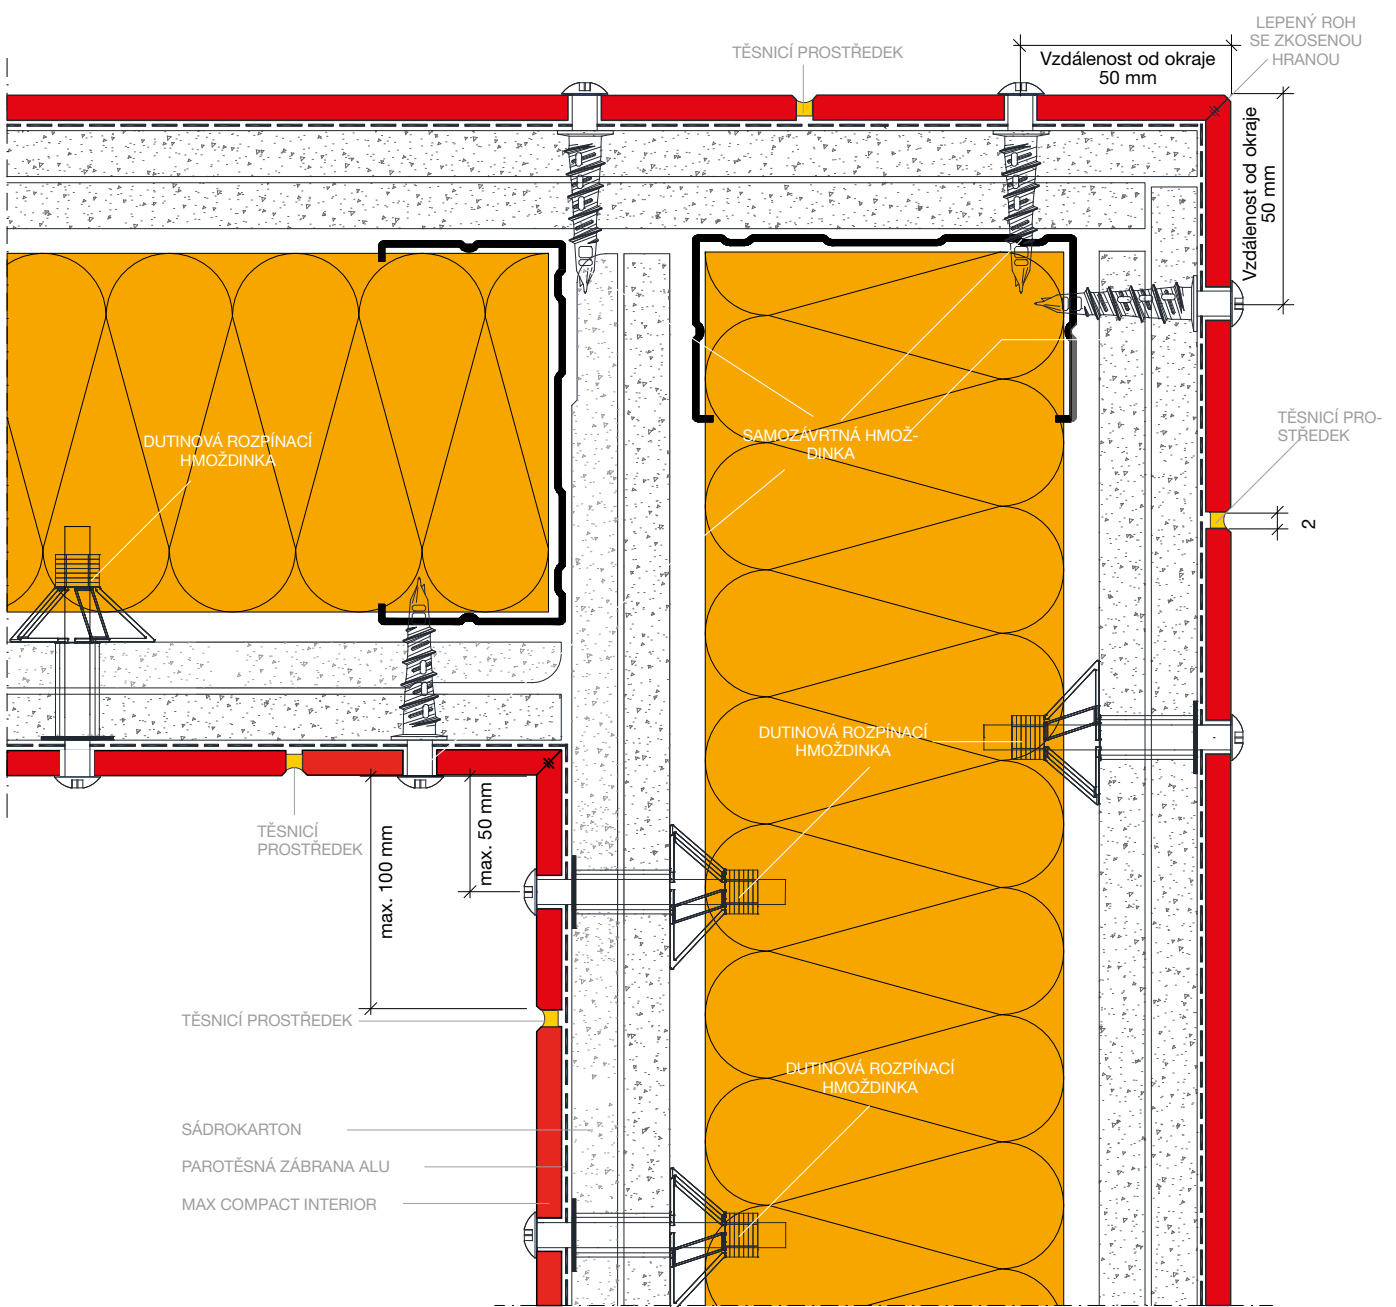 LEPENÝ ROH
SE ZKOSENOU
HRANOU
TĚSNICÍ PROSTŘEDEK
Vzdálenost od okraje
50 mm
Vzdálenost od okraje
50 mm
TĚSNICÍ PRO-
STŘEDEK
DUTINOVÁ ROZPÍNACÍ
HMOŽDINKA
SAMOZÁVRTNÁ HMOŽ-
DINKA
2
DUTINOVÁ ROZPÍNACÍ
HMOŽDINKA
TĚSNICÍ
PROSTŘEDEK
max. 50 mm
max. 100 mm
TĚSNICÍ PROSTŘEDEK
DUTINOVÁ ROZPÍNACÍ
HMOŽDINKA
SÁDROKARTON
PAROTĚSNÁ ZÁBRANA ALU
MAX COMPACT INTERIOR